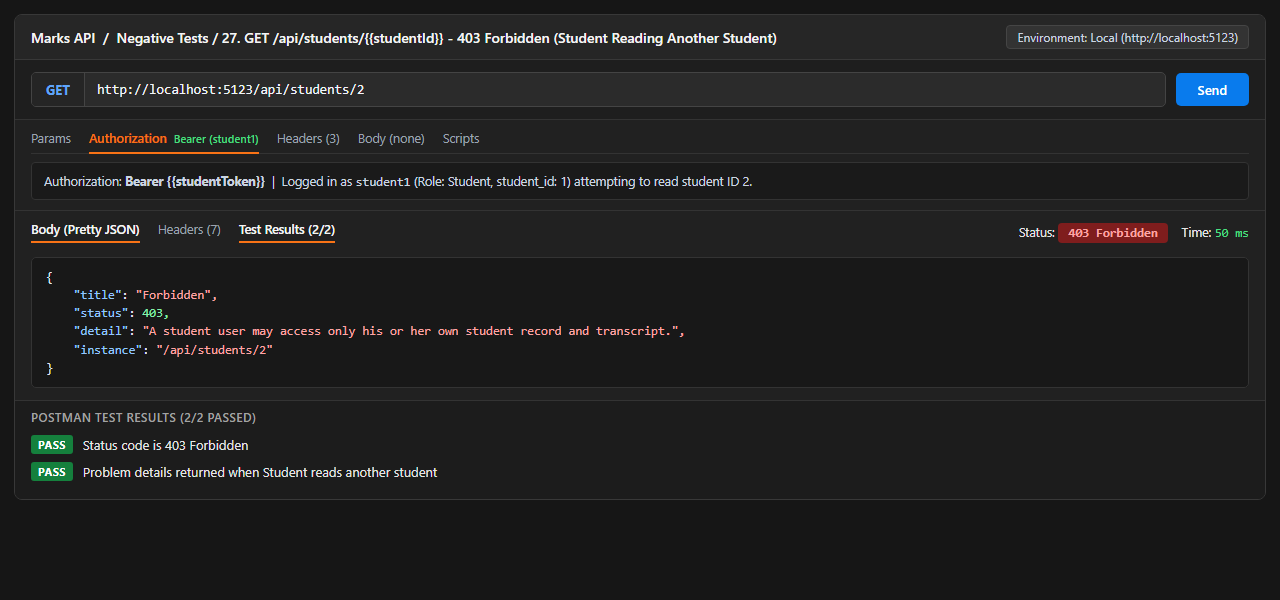 Marks API / Negative Tests / 27. GET /api/students/{{studentId}} - 403 Forbidden (Student Reading Another Student)
Environment: Local (http://localhost:5123)
GET http://localhost:5123/api/students/2
Send
Params Authorization Bearer (student1) Headers (3) Body (none) Scripts
Authorization: Bearer {{studentToken}} | Logged in as student1 (Role: Student, student_id: 1) attempting to read student ID 2.
Body (Pretty JSON) Headers (7) Test Results (2/2)
Status: 403 Forbidden Time: 50 ms
{
    "title": "Forbidden",
    "status": 403,
    "detail": "A student user may access only his or her own student record and transcript.",
    "instance": "/api/students/2"
}
POSTMAN TEST RESULTS (2/2 PASSED)
PASS Status code is 403 Forbidden
PASS Problem details returned when Student reads another student